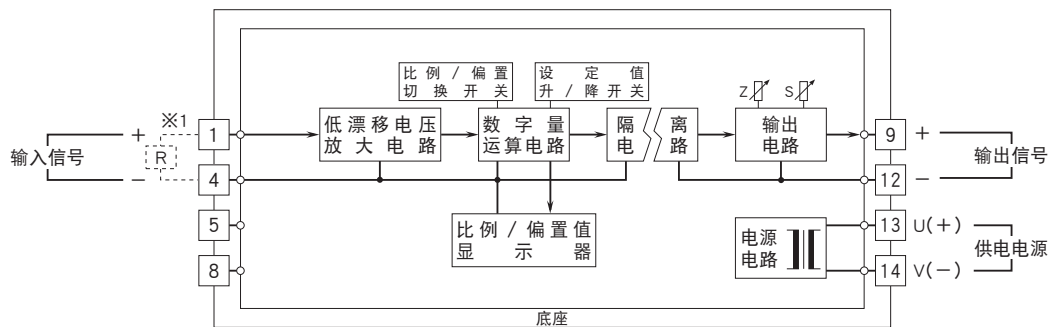 比例/偏置
切换开关
设定值
升/降开关
Z
S
※1
+
1
低漂移电压
放大电路
数字量
运算电路
隔
电
离
路
输出
电路
9
+
输入信号
R
输出信号
−
4
12
−
5
比例/偏置值
显示器
电源
电路
13
U(+)
供电电源
8
14
V(−)
底座